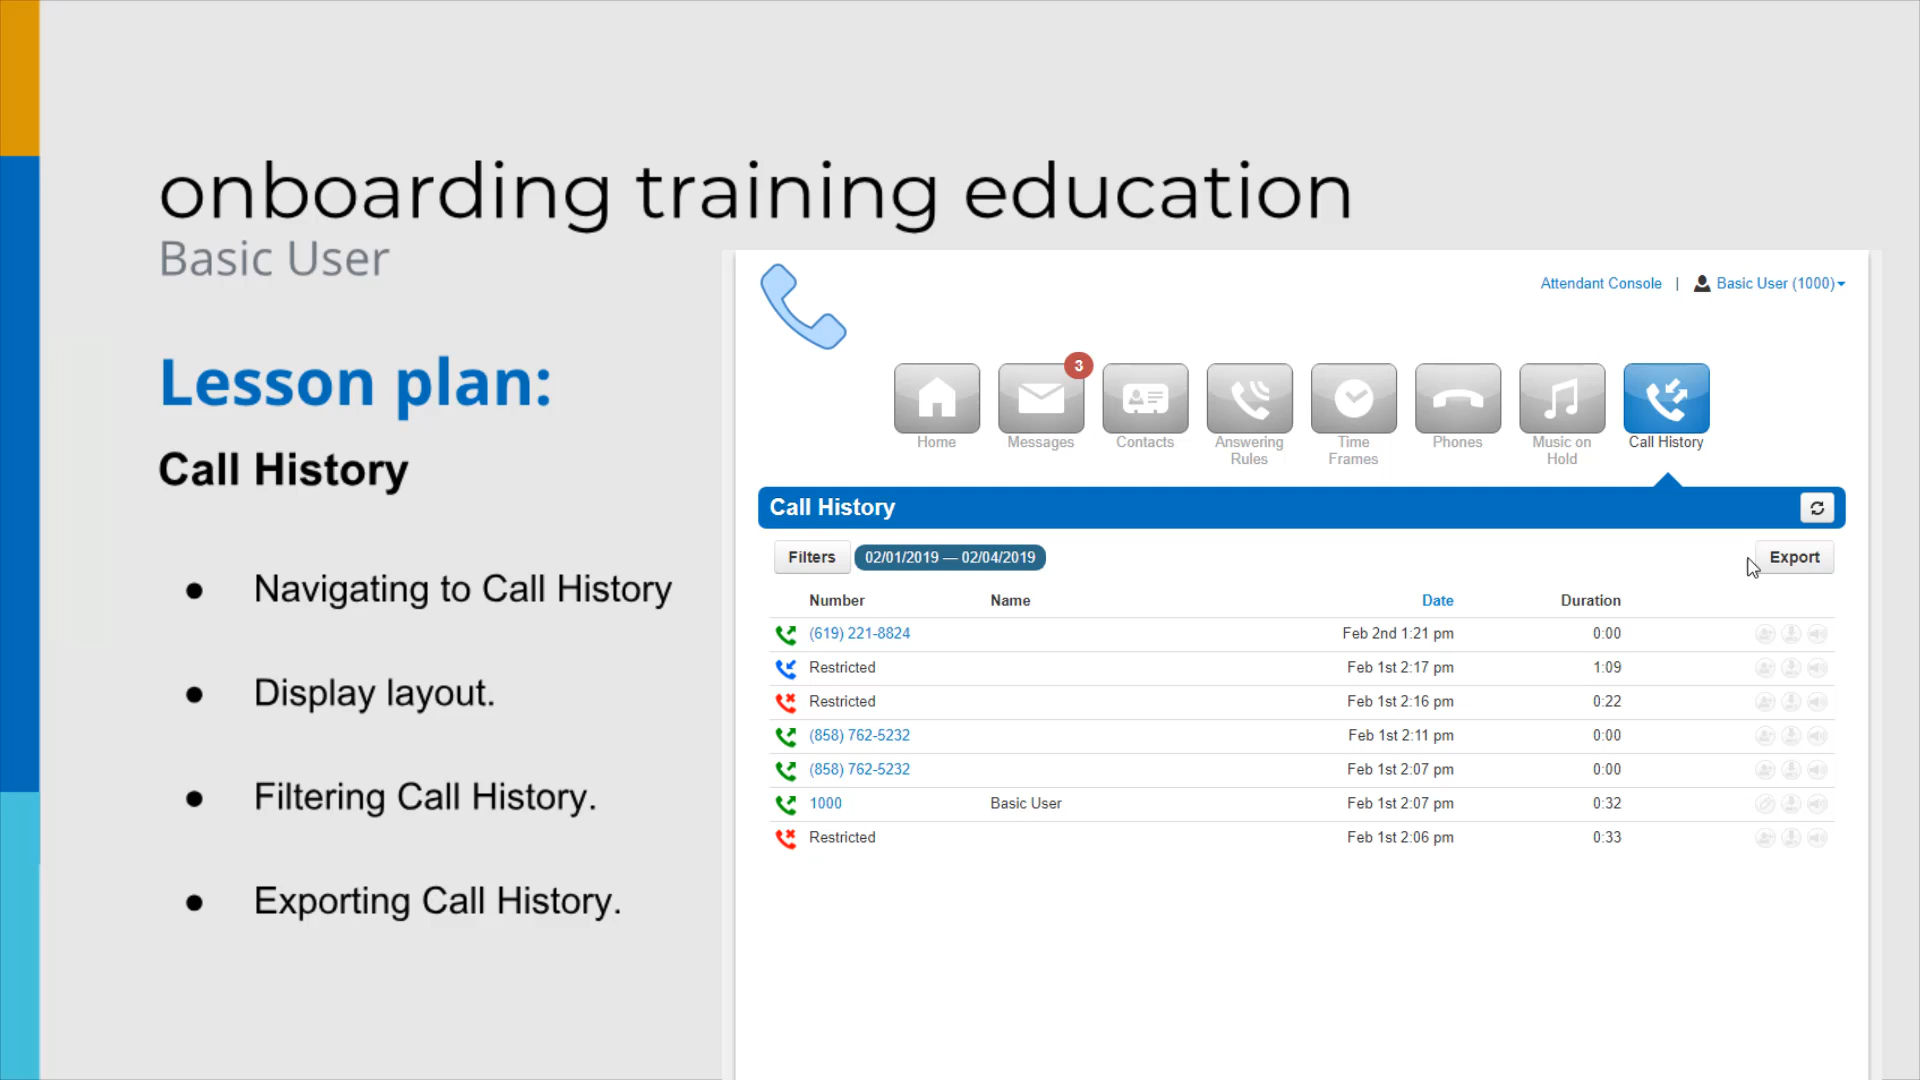 onboarding training education
Basic User
Lesson plan:
Call History
● Navigating to Call History
● Display layout.
● Filtering Call History.
● Exporting Call History.
Attendant Console | Basic User (1000)
3
Home Messages Contacts Answering Rules Time Frames Phones Music on Hold Call History
Call History
Filters 02/01/2019 — 02/04/2019 Export
Number Name Date Duration
(619) 221-8824 Feb 2nd 1:21 pm 0:00
Restricted Feb 1st 2:17 pm 1:09
Restricted Feb 1st 2:16 pm 0:22
(858) 762-5232 Feb 1st 2:11 pm 0:00
(858) 762-5232 Feb 1st 2:07 pm 0:00
1000 Basic User Feb 1st 2:07 pm 0:32
Restricted Feb 1st 2:06 pm 0:33